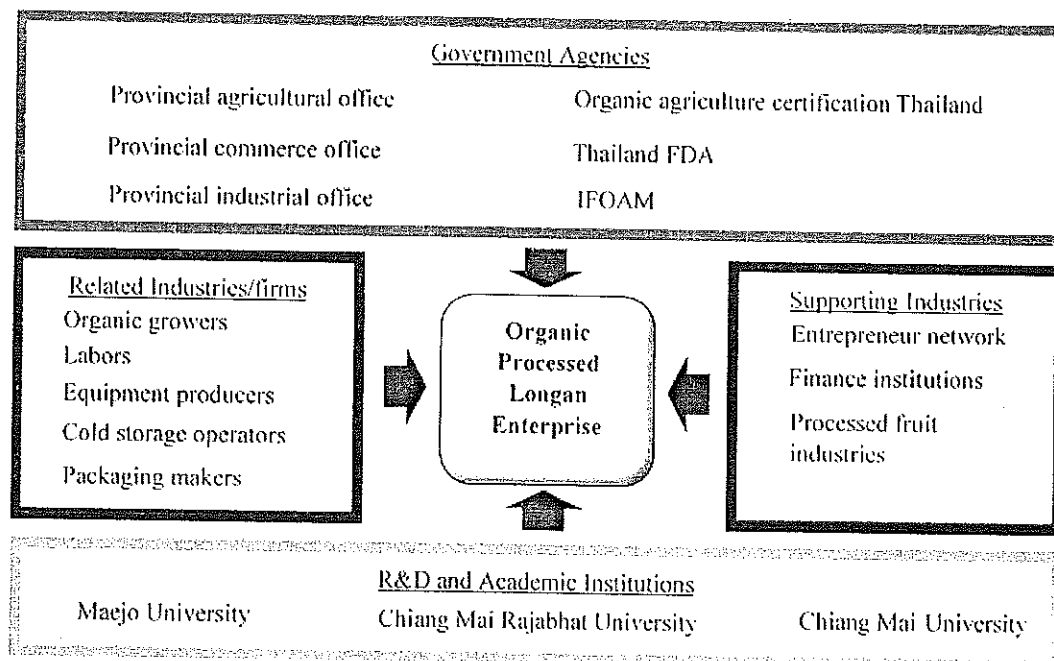 Government Agencies
Provincial agricultural office
Organic agriculture certification Thailand
Provincial commerce office
Thailand FDA
Provincial industrial office
IFOAM
Related Industries/firms
Organic growers
Labors
Equipment producers
Cold storage operators
Packaging makers
Organic
Processed
Longan
Enterprise
Supporting Industries
Entrepreneur network
Finance institutions
Processed fruit
industries
R&D and Academic Institutions
Maejo University
Chiang Mai Rajabhat University
Chiang Mai University